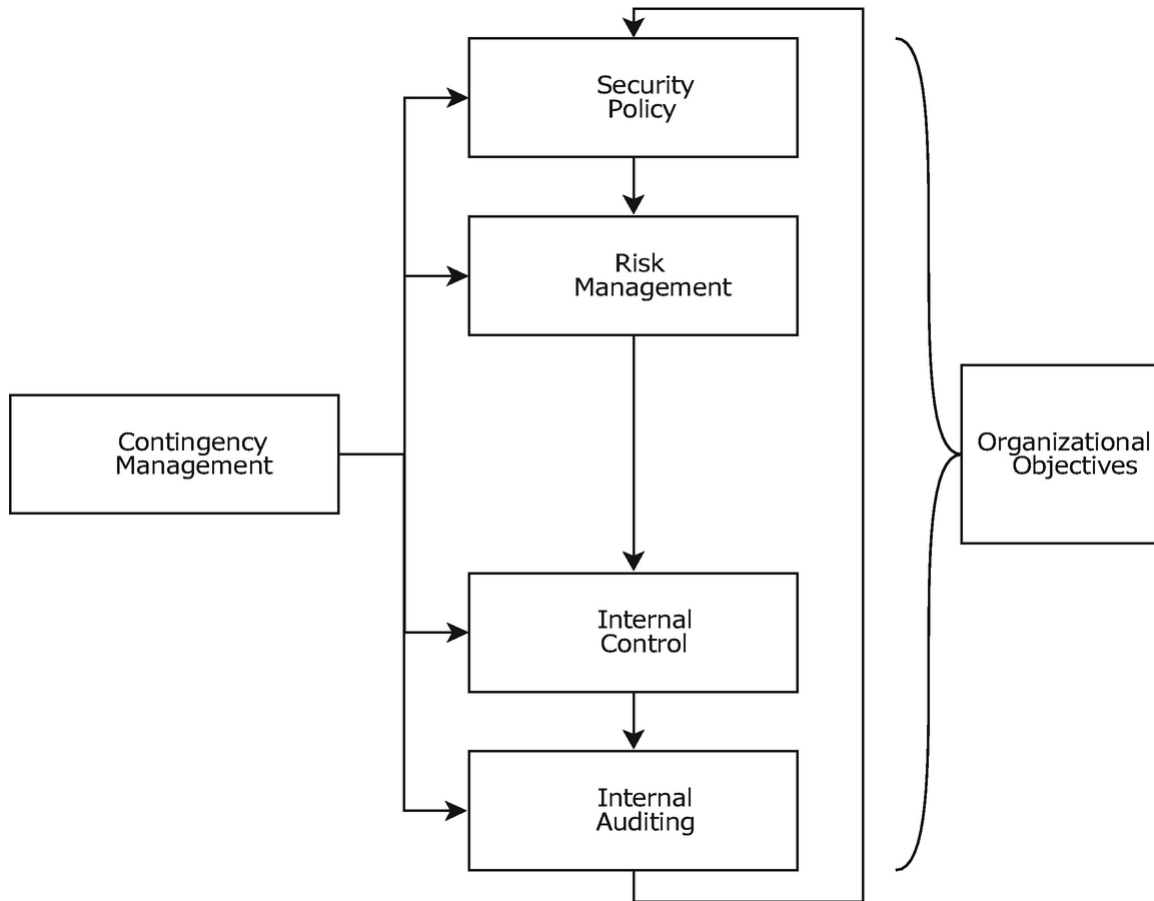 Security
Policy
Risk
Management
Contingency
Management
Organizational
Objectives
Internal
Control
Internal
Auditing